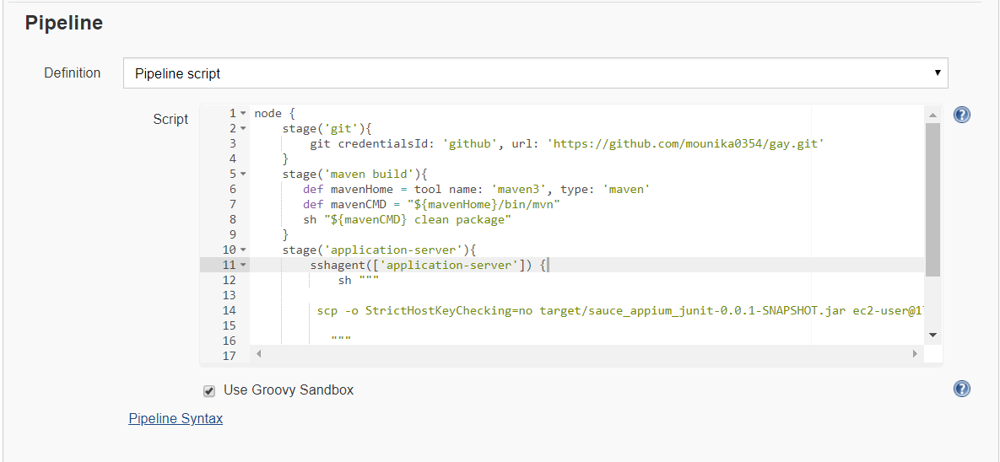 Pipeline
Definition
Pipeline script
Script
1 node {
2 stage('git'){
3 git credentialsId: 'github', url: 'https://github.com/mounika0354/gay.git'
4 }
5 stage('maven build'){
6 def mavenHome = tool name: 'maven3', type: 'maven'
7 def mavenCMD = "${mavenHome}/bin/mvn"
8 sh "${mavenCMD} clean package"
9 }
10 stage('application-server'){
11 sshagent(['application-server']) {
12 sh """
13
14 scp -o StrictHostKeyChecking=no target/sauce_appium_junit-0.0.1-SNAPSHOT.jar ec2-user@1
15
16 """
17
Use Groovy Sandbox
Pipeline Syntax